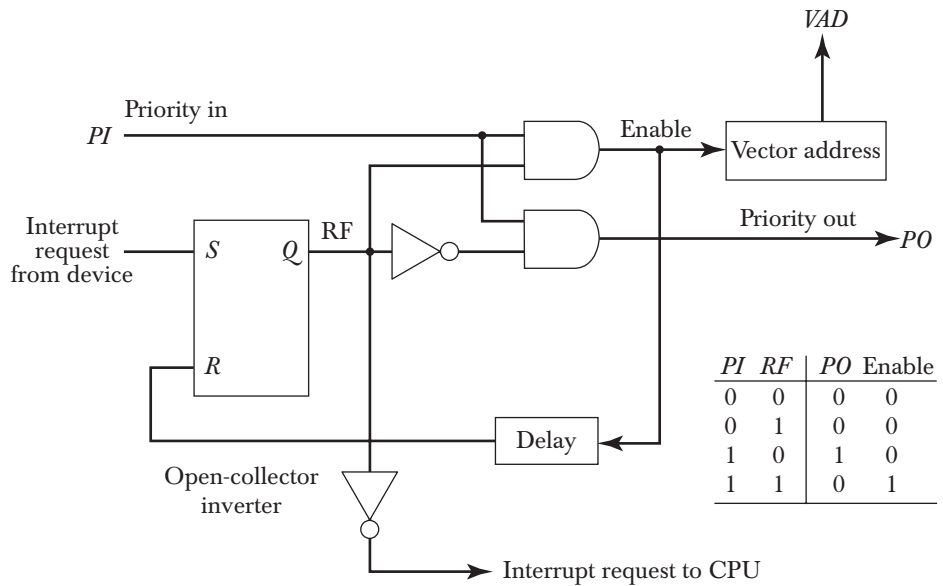 VAD
Priority in
PI
Enable
Vector address
Interrupt
request
from device
S
Q
RF
Priority out
PO
R
PI RF PO Enable
0 0 0 0
0 1 0 0
1 0 1 0
1 1 0 1
Delay
Open-collector
inverter
Interrupt request to CPU